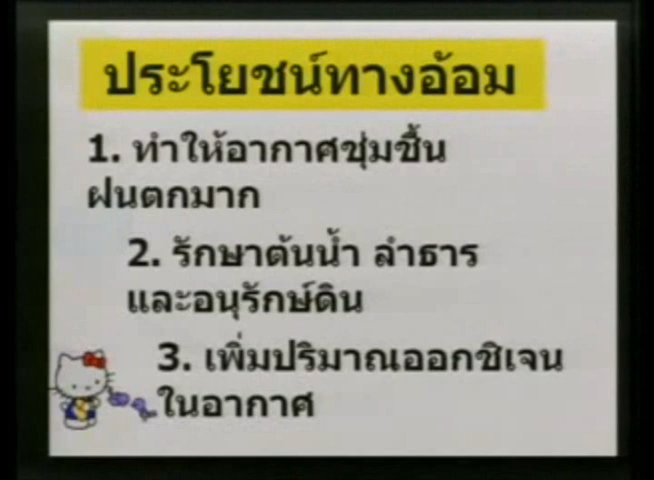 ประโยชน์ทางอ้อม
1. ทำให้อากาศชุ่มชื้น
ฝนตกมาก
2. รักษาต้นน้ำ ลำธาร
และอนุรักษ์ดิน
3. เพิ่มปริมาณออกซิเจน
ในอากาศ